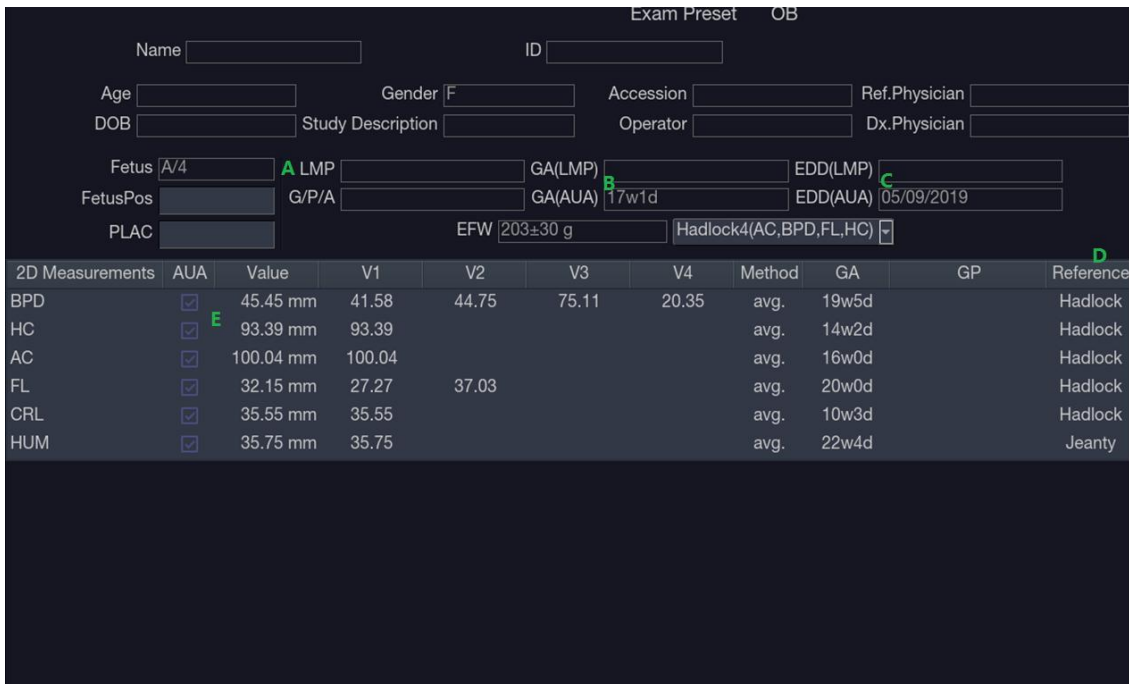 Exam Preset OB
Name ID
Age Gender F Accession Ref.Physician
DOB Study Description Operator Dx.Physician
Fetus A/4 A LMP GA(LMP) EDD(LMP)
B C
FetusPos G/P/A GA(AUA) 17w1d EDD(AUA) 05/09/2019
PLAC EFW 203±30 g Hadlock4(AC,BPD,FL,HC)
D
2D Measurements AUA Value V1 V2 V3 V4 Method GA GP Reference
BPD 45.45 mm 41.58 44.75 75.11 20.35 avg. 19w5d Hadlock
E
HC 93.39 mm 93.39 avg. 14w2d Hadlock
AC 100.04 mm 100.04 avg. 16w0d Hadlock
FL 32.15 mm 27.27 37.03 avg. 20w0d Hadlock
CRL 35.55 mm 35.55 avg. 10w3d Hadlock
HUM 35.75 mm 35.75 avg. 22w4d Jeanty